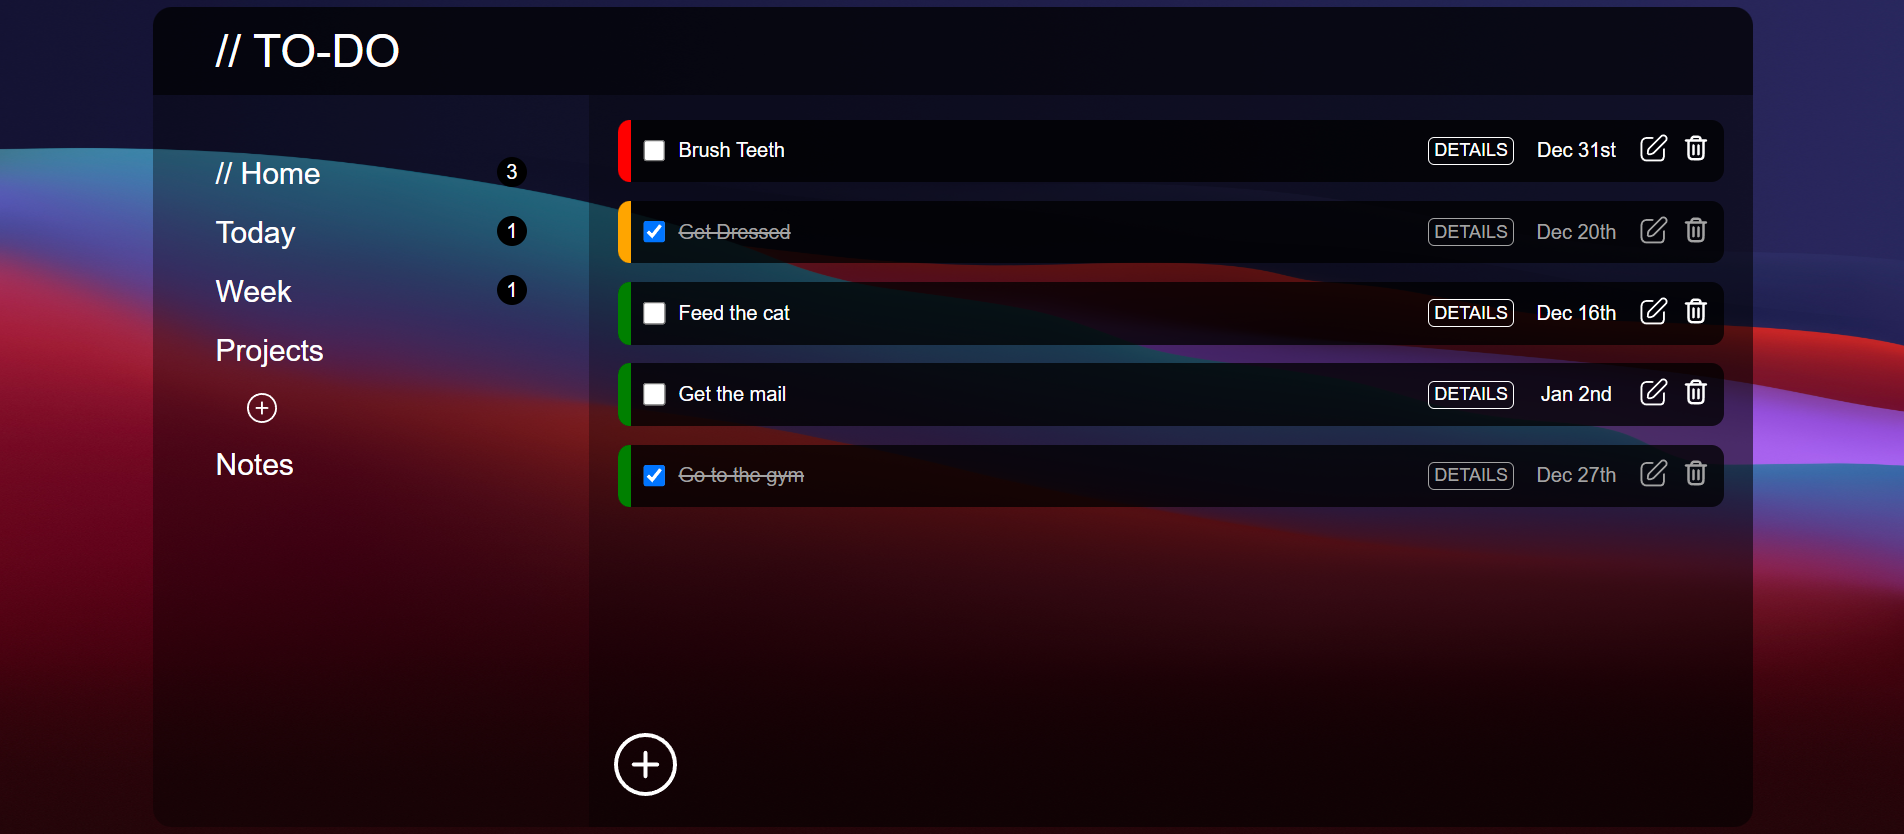 // TO-DO
// Home 3
Today 1
Week 1
Projects
Notes
Brush Teeth DETAILS Dec 31st
Get Dressed DETAILS Dec 20th
Feed the cat DETAILS Dec 16th
Get the mail DETAILS Jan 2nd
Go to the gym DETAILS Dec 27th